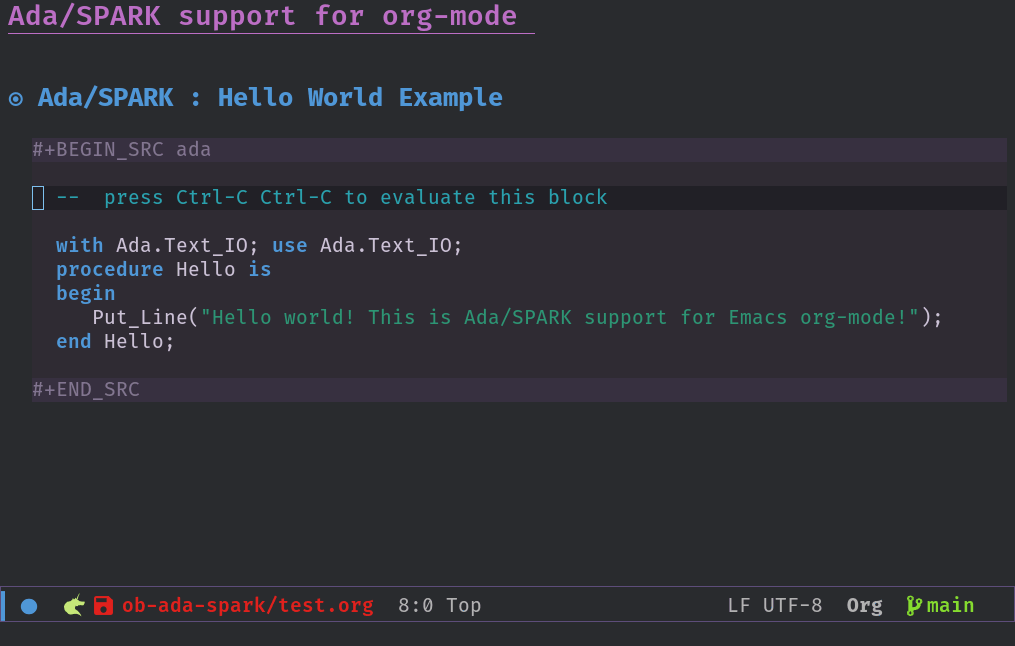 Ada/SPARK support for org-mode
Ada/SPARK : Hello World Example
#+BEGIN_SRC ada
--  press Ctrl-C Ctrl-C to evaluate this block
with Ada.Text_IO; use Ada.Text_IO;
procedure Hello is
begin
   Put_Line("Hello world! This is Ada/SPARK support for Emacs org-mode!");
end Hello;
#+END_SRC
ob-ada-spark/test.org 8:0 Top LF UTF-8 Org main